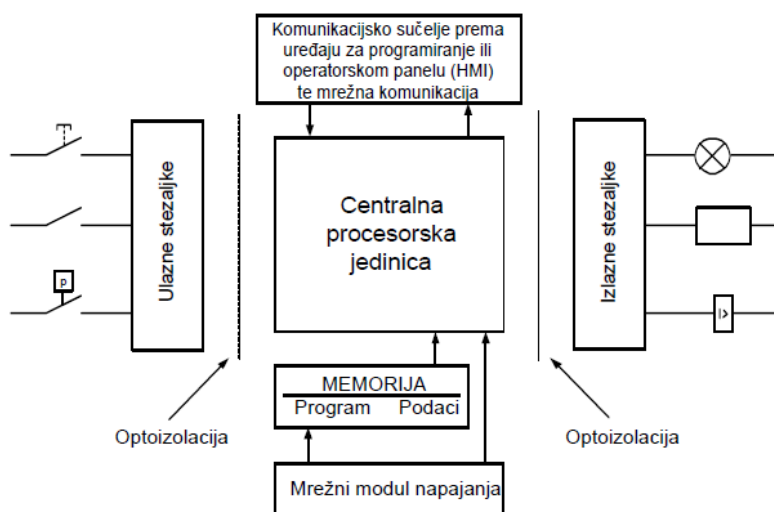 Komunikacijsko sučelje prema
uređaju za programiranje ili
operatorskom panelu (HMI)
te mrežna komunikacija
Ulazne stezaljke
p
Centralna
procesorska
jedinica
Izlazne stezaljke
MEMORIJA
Program Podaci
Optoizolacija
Optoizolacija
Mrežni modul napajanja